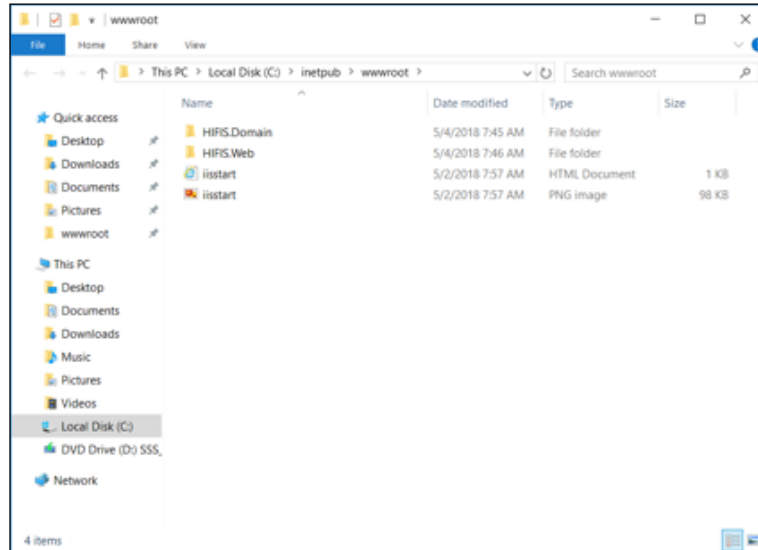 wwwroot
File Home Share View
This PC > Local Disk (C:) > inetpub > wwwroot > Search wwwroot
Name Date modified Type Size
Quick access
Desktop
Downloads
Documents
Pictures
wwwroot
This PC
Desktop
Documents
Downloads
Music
Pictures
Videos
Local Disk (C:)
DVD Drive (D:) SSS_
Network
HIFIS.Domain 5/4/2018 7:45 AM File folder
HIFIS.Web 5/4/2018 7:46 AM File folder
iisstart 5/2/2018 7:57 AM HTML Document 1 KB
iisstart 5/2/2018 7:57 AM PNG image 98 KB
4 items